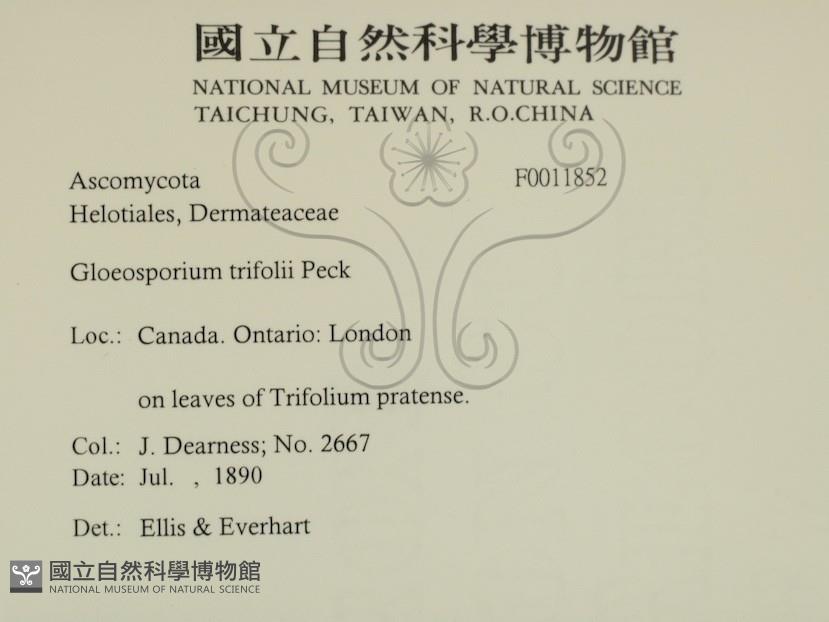 國立自然科學博物館
NATIONAL MUSEUM OF NATURAL SCIENCE
TAICHUNG, TAIWAN, R.O.CHINA
Ascomycota F0011852
Helotiales, Dermateaceae
Gloeosporium trifolii Peck
Loc.: Canada. Ontario: London
on leaves of Trifolium pratense.
Col.: J. Dearness; No. 2667
Date: Jul. , 1890
Det.: Ellis & Everhart
國立自然科學博物館
NATIONAL MUSEUM OF NATURAL SCIENCE